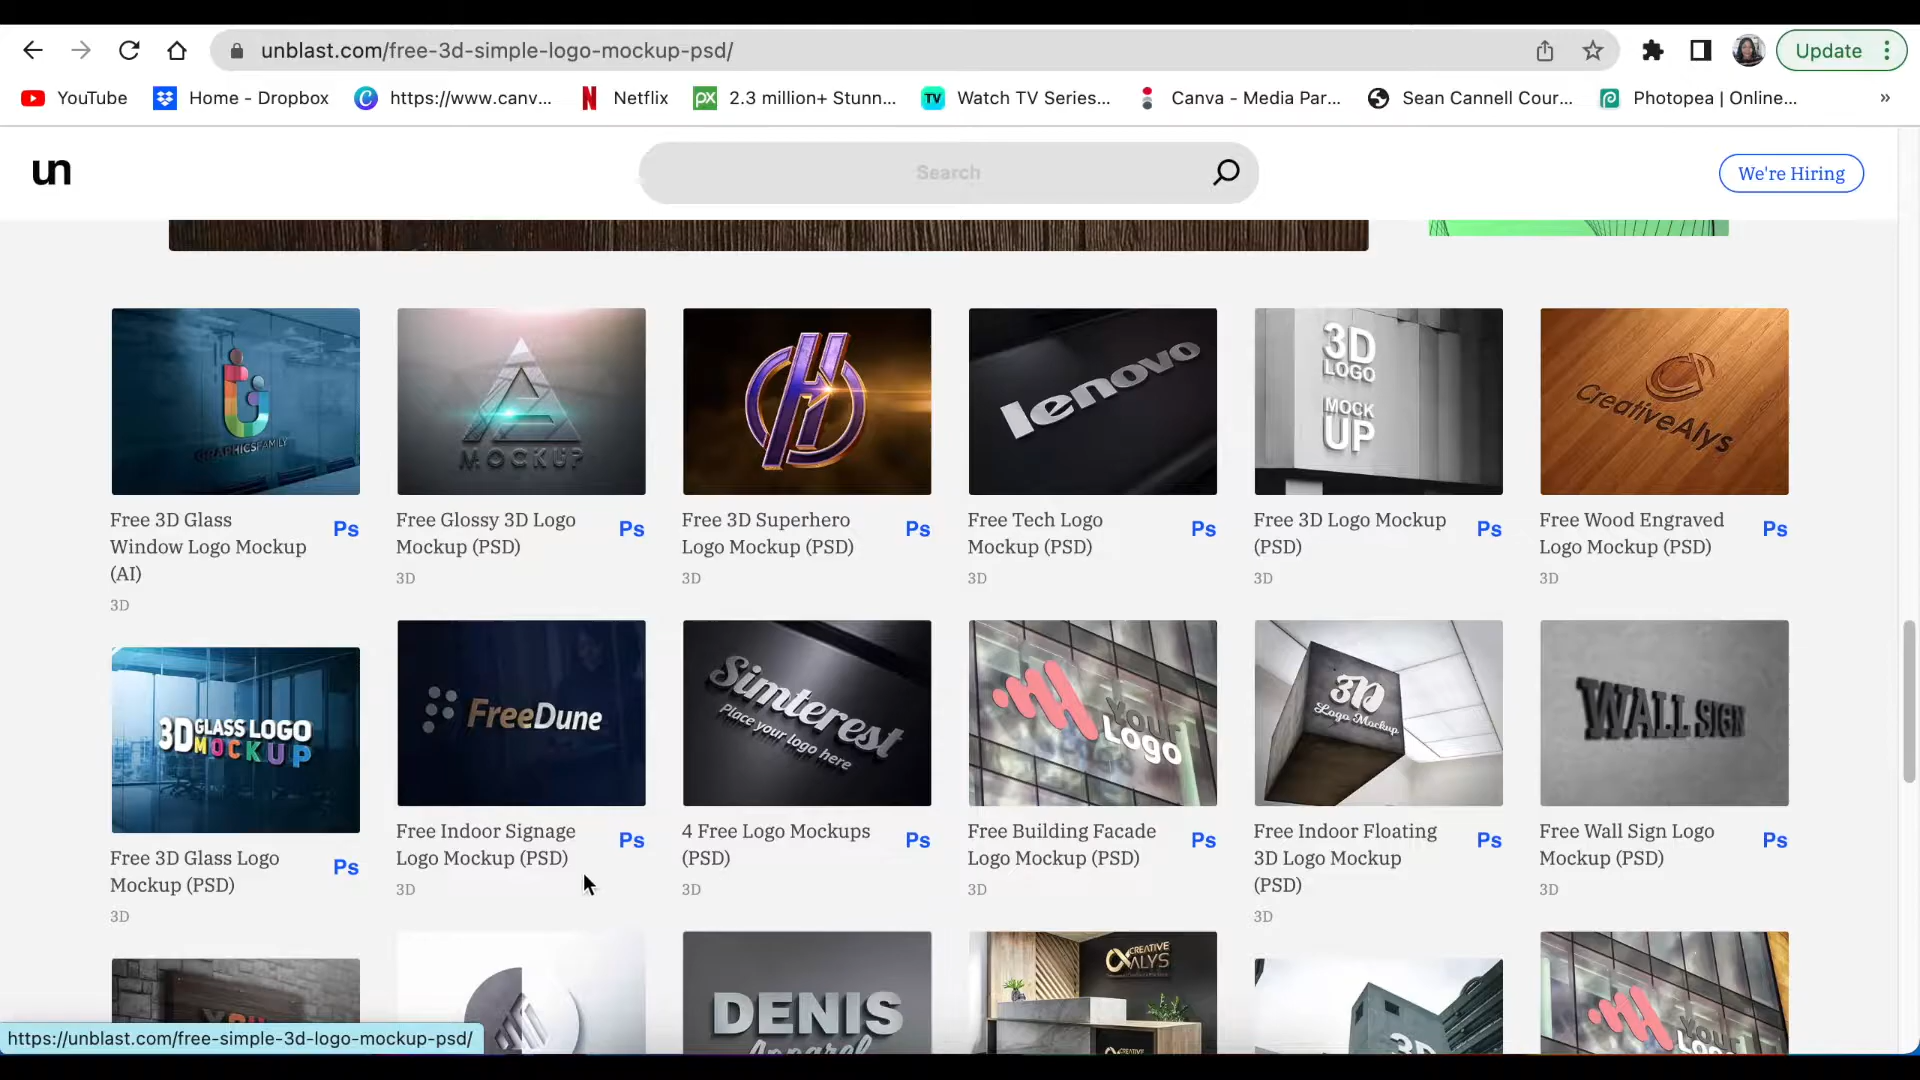 unblast.com/free-3d-simple-logo-mockup-psd/
Update
YouTube
Home - Dropbox
https://www.canv...
Netflix
PX
2.3 million+ Stunn...
TV
Watch TV Series...
Canva - Media Par...
Sean Cannell Cour...
Photopea | Online...
»
un
Search
We're Hiring
GRAPHICSFAMILY
MOCKUP
H
lenovo
3D
LOGO
MOCK
UP
CreativeAlys
Free 3D Glass
Window Logo Mockup
(AI)
Ps
3D
Free Glossy 3D Logo
Mockup (PSD)
Ps
3D
Free 3D Superhero
Logo Mockup (PSD)
Ps
3D
Free Tech Logo
Mockup (PSD)
Ps
3D
Free 3D Logo Mockup
(PSD)
Ps
3D
Free Wood Engraved
Logo Mockup (PSD)
Ps
3D
3D GLASS LOGO
MOCKUP
FreeDune
Simterest
Place your logo here
YOUR
Logo
3D
Logo Mockup
WALL SIGN
Free 3D Glass Logo
Mockup (PSD)
Ps
3D
Free Indoor Signage
Logo Mockup (PSD)
Ps
3D
4 Free Logo Mockups
(PSD)
Ps
3D
Free Building Facade
Logo Mockup (PSD)
Ps
3D
Free Indoor Floating
3D Logo Mockup
(PSD)
Ps
3D
Free Wall Sign Logo
Mockup (PSD)
Ps
3D
YOU
DENIS
Apparel
CREATIVE
ALYS
CREATIVE
3D
YOUR
Logo
https://unblast.com/free-simple-3d-logo-mockup-psd/